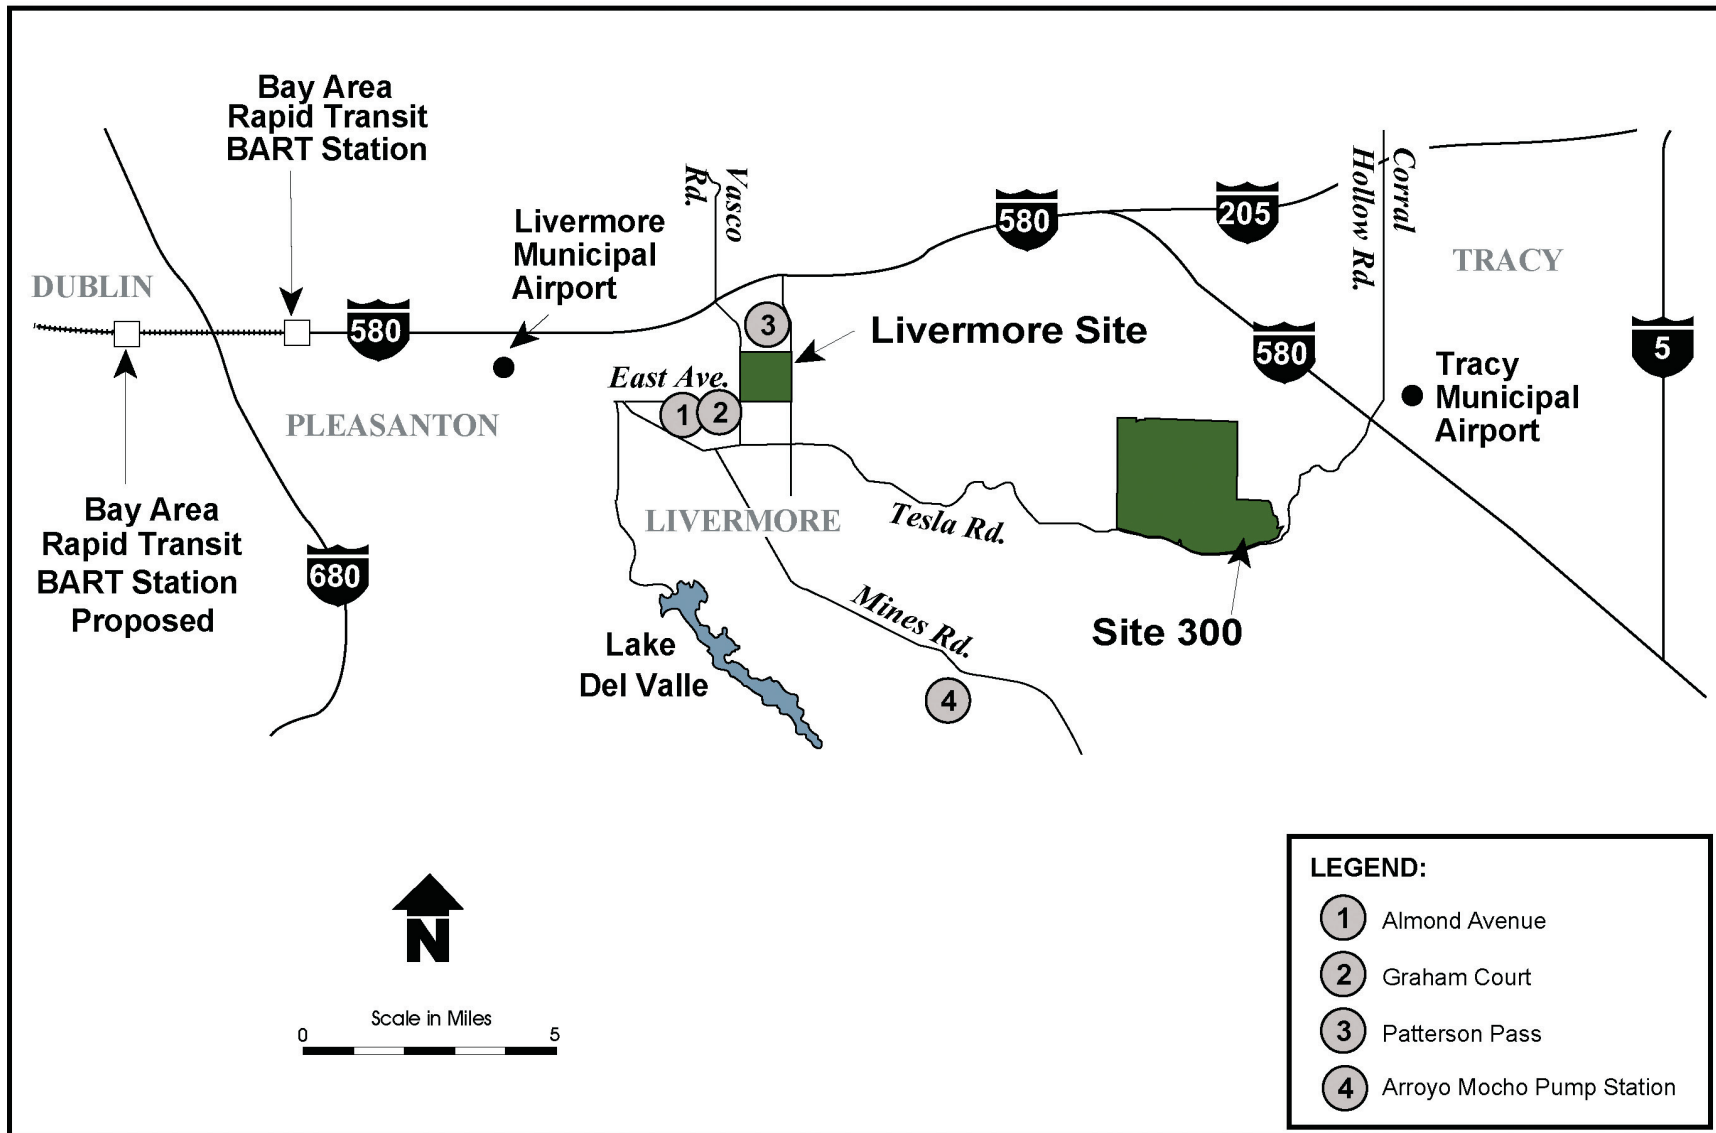 Bay Area
Rapid Transit
BART Station
Vasco
Rd.
Corral
Hollow Rd.
Livermore
Municipal
Airport
580
205
DUBLIN
TRACY
580
3
Livermore Site
580
5
East Ave.
Tracy
Municipal
Airport
1
2
PLEASANTON
Bay Area
Rapid Transit
BART Station
Proposed
LIVERMORE
Tesla Rd.
680
Mines Rd.
Site 300
Lake
Del Valle
4
N
Scale in Miles
0 5
LEGEND:
1 Almond Avenue
2 Graham Court
3 Patterson Pass
4 Arroyo Mocho Pump Station